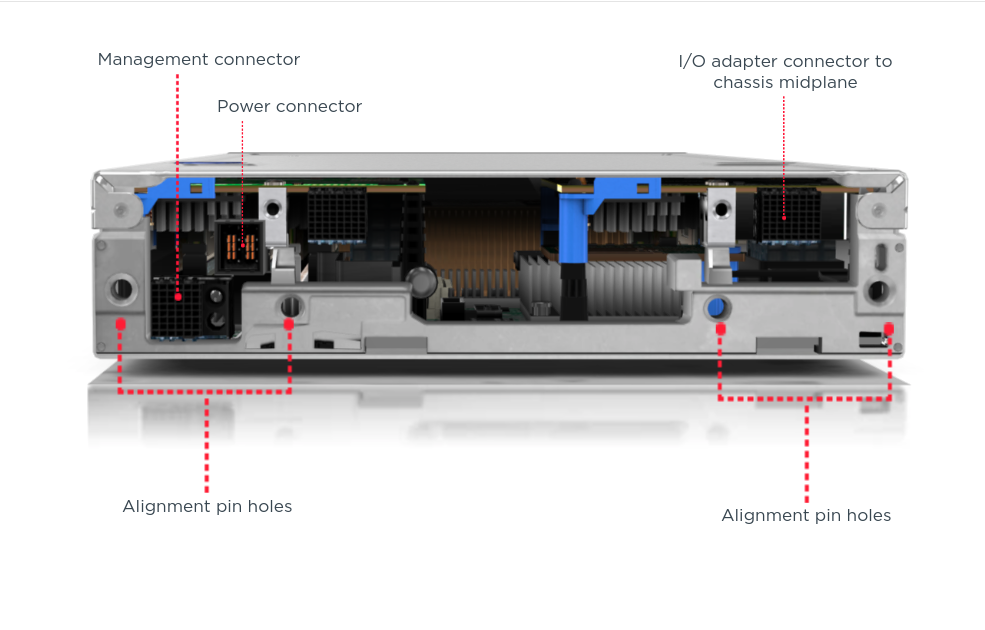 Management connector
I/O adapter connector to
chassis midplane
Power connector
Alignment pin holes
Alignment pin holes